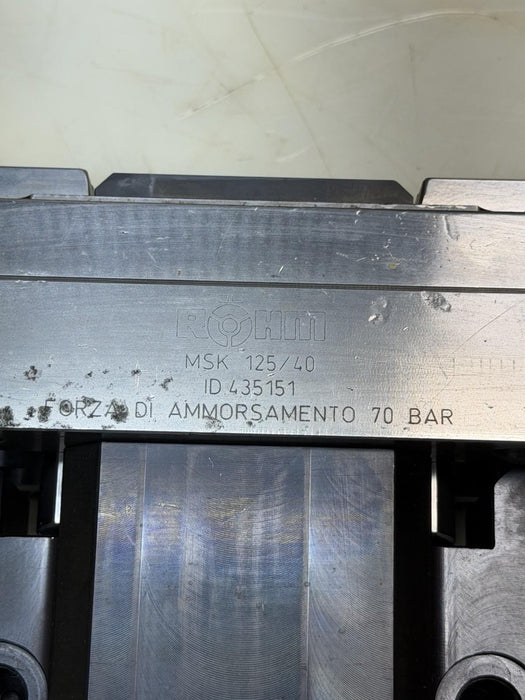 RÖHM
MSK 125/40
ID 435151
FORZA DI AMMORSAMENTO 70 BAR